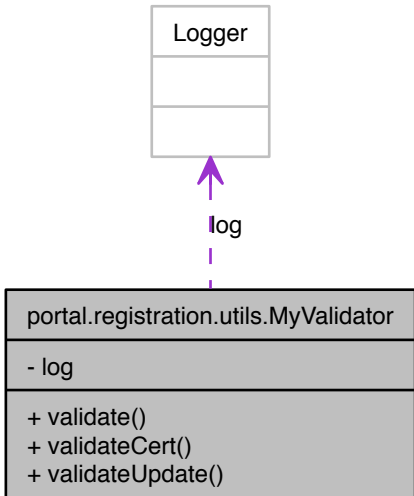 Logger
log
portal.registration.utils.MyValidator
- log
+ validate()
+ validateCert()
+ validateUpdate()